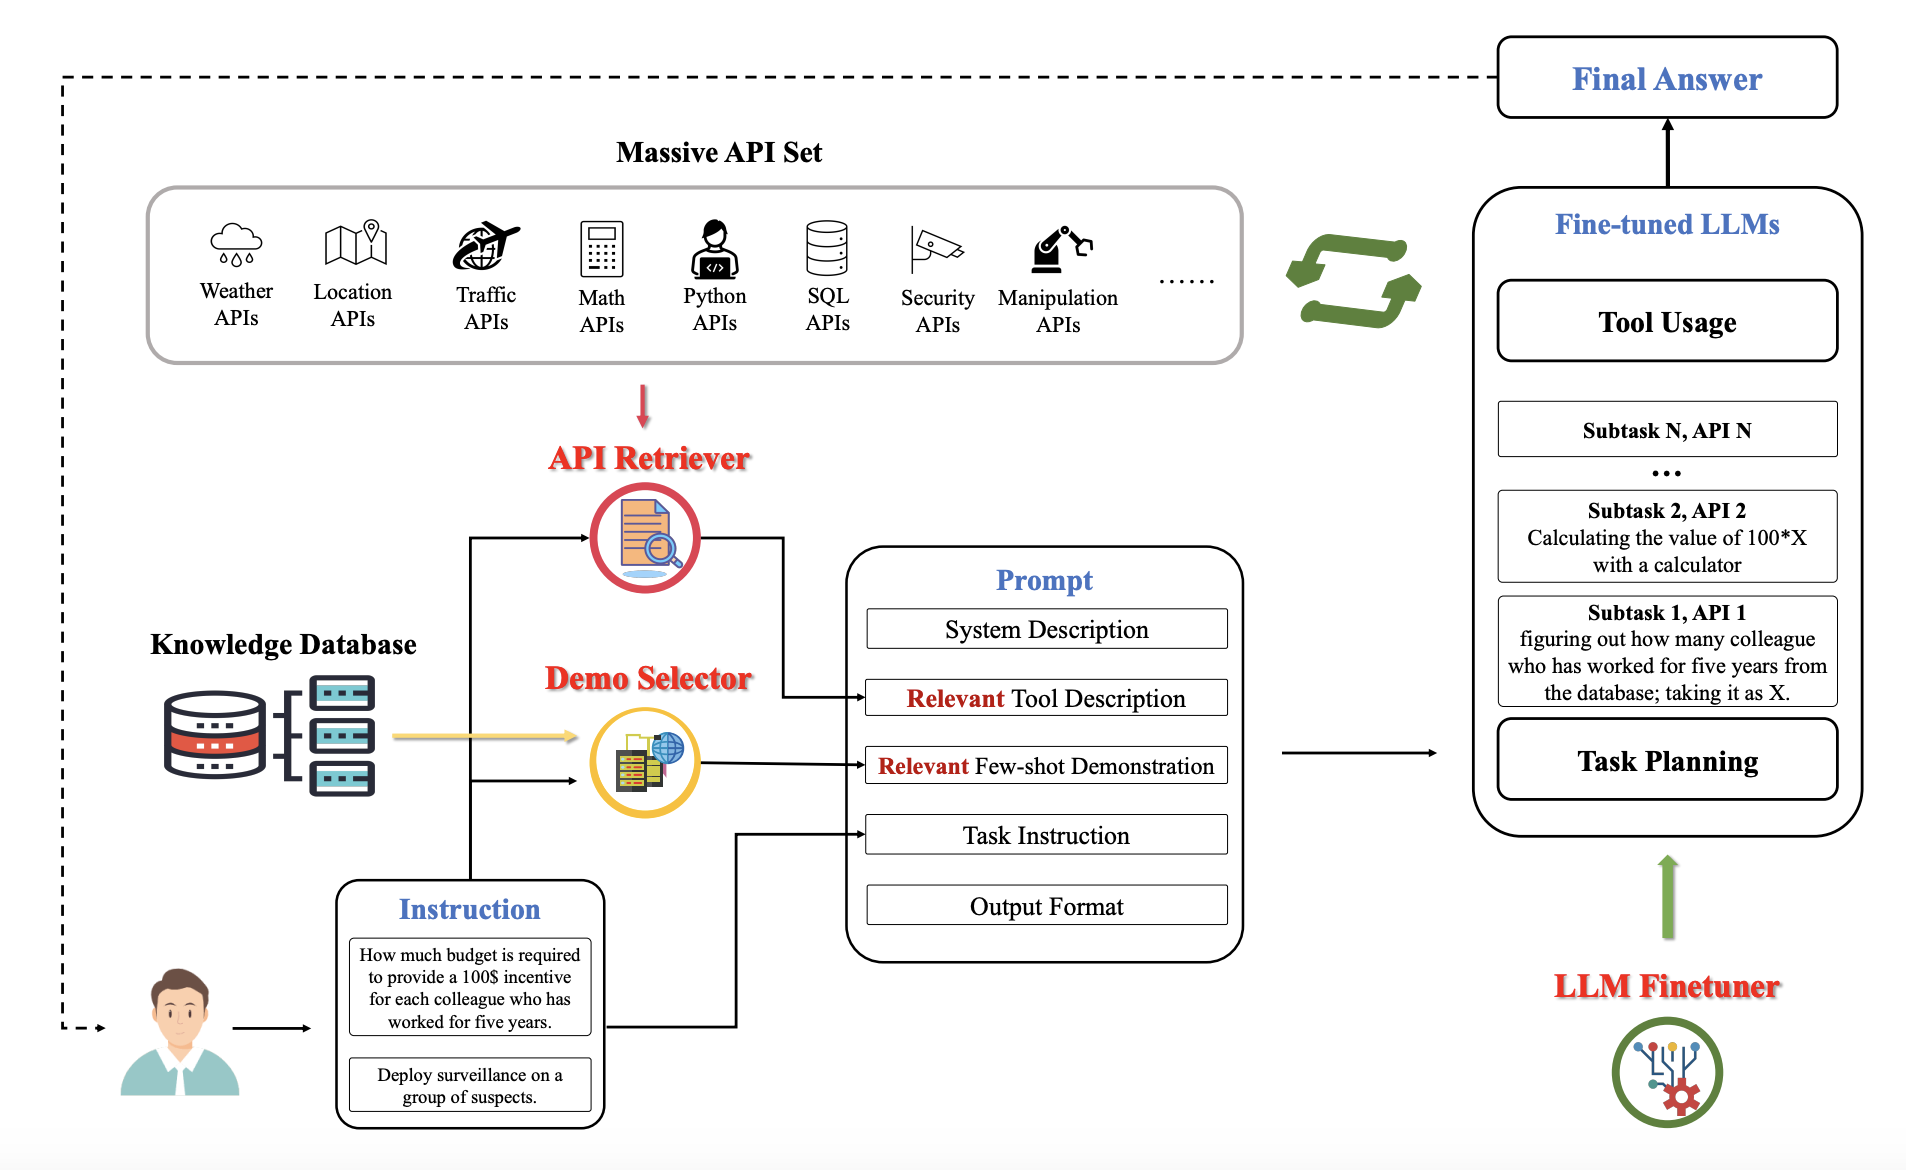 Final Answer
Massive API Set
Weather
APIs
Location
APIs
Traffic
APIs
Math
APIs
Python
APIs
SQL
APIs
Security
APIs
Manipulation
APIs
......
Fine-tuned LLMs
Tool Usage
Subtask N, API N
...
Subtask 2, API 2
Calculating the value of 100*X
with a calculator
Subtask 1, API 1
figuring out how many colleague
who has worked for five years from
the database; taking it as X.
Task Planning
API Retriever
Knowledge Database
Demo Selector
Prompt
System Description
Relevant Tool Description
Relevant Few-shot Demonstration
Task Instruction
Output Format
Instruction
How much budget is required
to provide a 100$ incentive
for each colleague who has
worked for five years.
Deploy surveillance on a
group of suspects.
LLM Finetuner